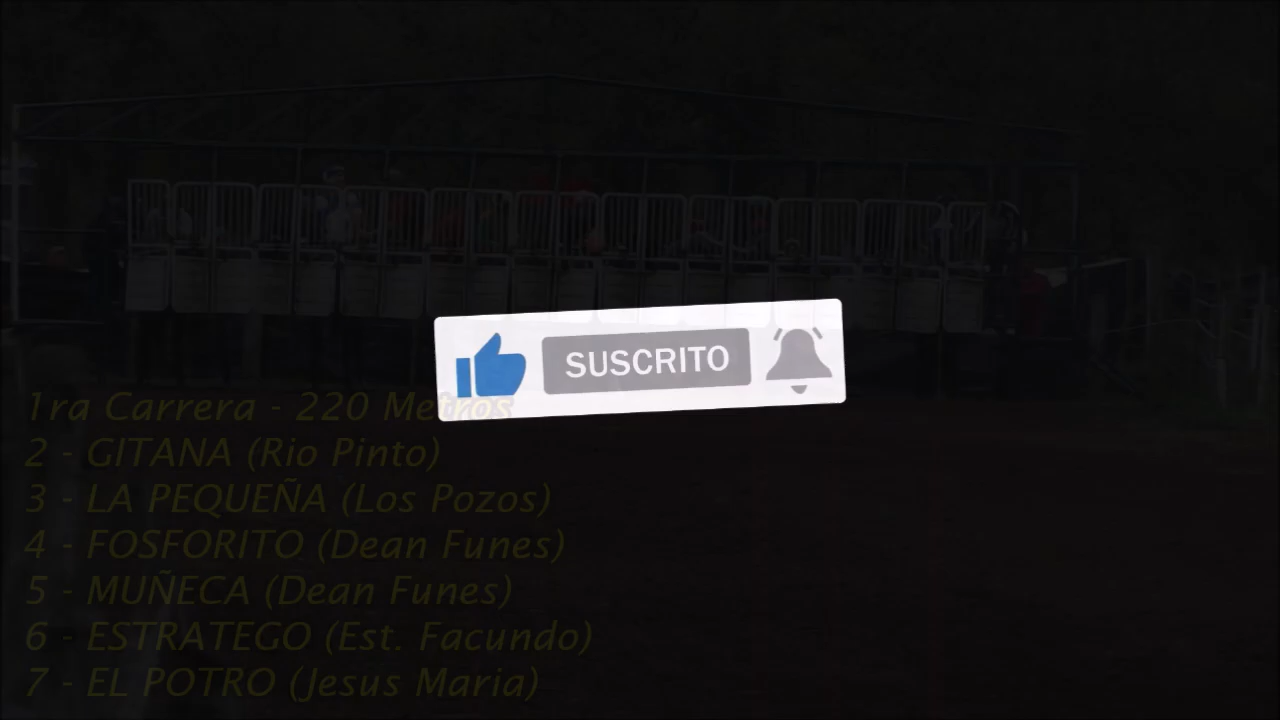 SUSCRITO
1ra Carrera - 220 Metros
2 - GITANA (Rio Pinto)
3 - LA PEQUEÑA (Los Pozos)
4 - FOSFORITO (Dean Funes)
5 - MUÑECA (Dean Funes)
6 - ESTRATEGO (Est. Facundo)
7 - EL POTRO (Jesus Maria)